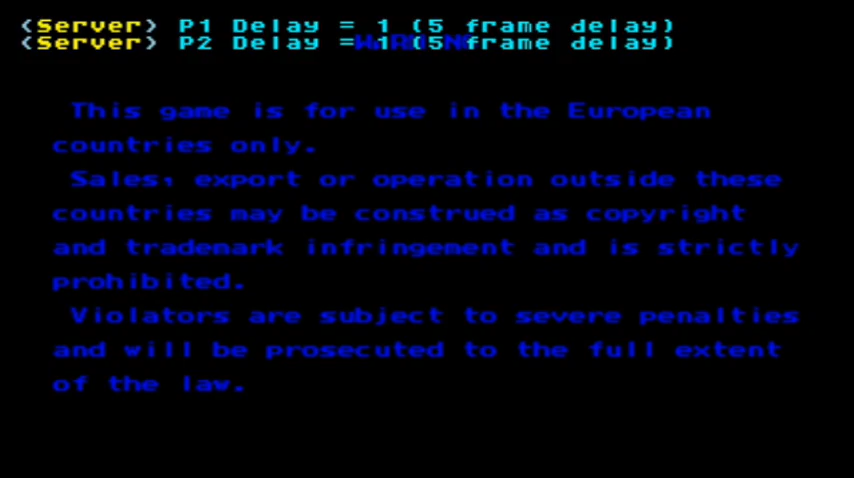 <Server> P1 Delay = 1 (5 frame delay)
<Server> P2 Delay = 1 (5 frame delay)
WARNING
This game is for use in the European
countries only.
Sales, export or operation outside these
countries may be construed as copyright
and trademark infringement and is strictly
prohibited.
Violators are subject to severe penalties
and will be prosecuted to the full extent
of the law.